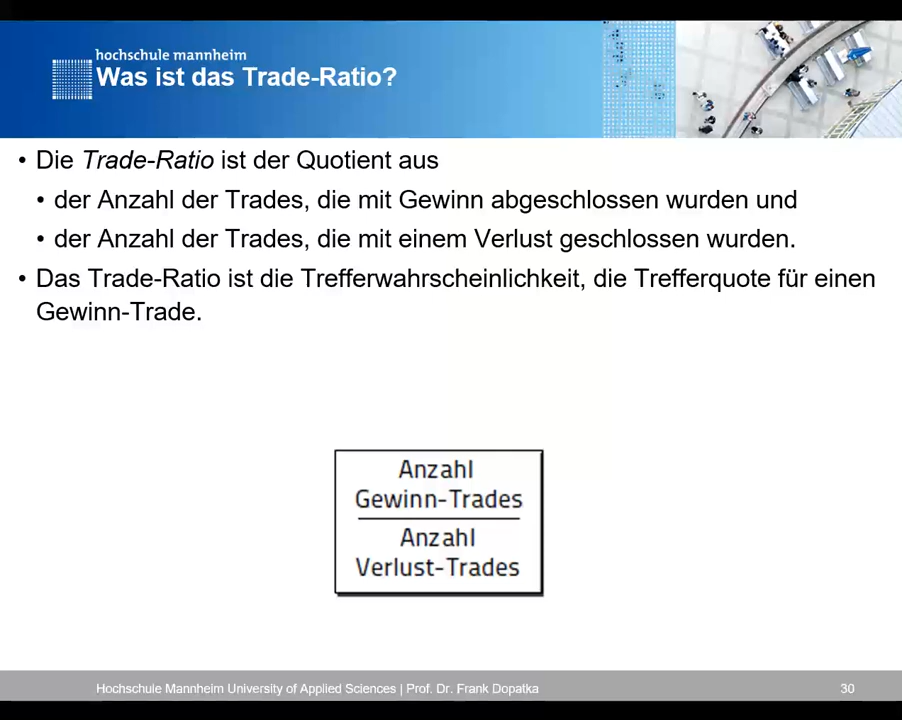 hochschule mannheim
Was ist das Trade-Ratio?
• Die Trade-Ratio ist der Quotient aus
• der Anzahl der Trades, die mit Gewinn abgeschlossen wurden und
• der Anzahl der Trades, die mit einem Verlust geschlossen wurden.
• Das Trade-Ratio ist die Trefferwahrscheinlichkeit, die Trefferquote für einen
Gewinn-Trade.
Anzahl
Gewinn-Trades
Anzahl
Verlust-Trades
Hochschule Mannheim University of Applied Sciences | Prof. Dr. Frank Dopatka
30